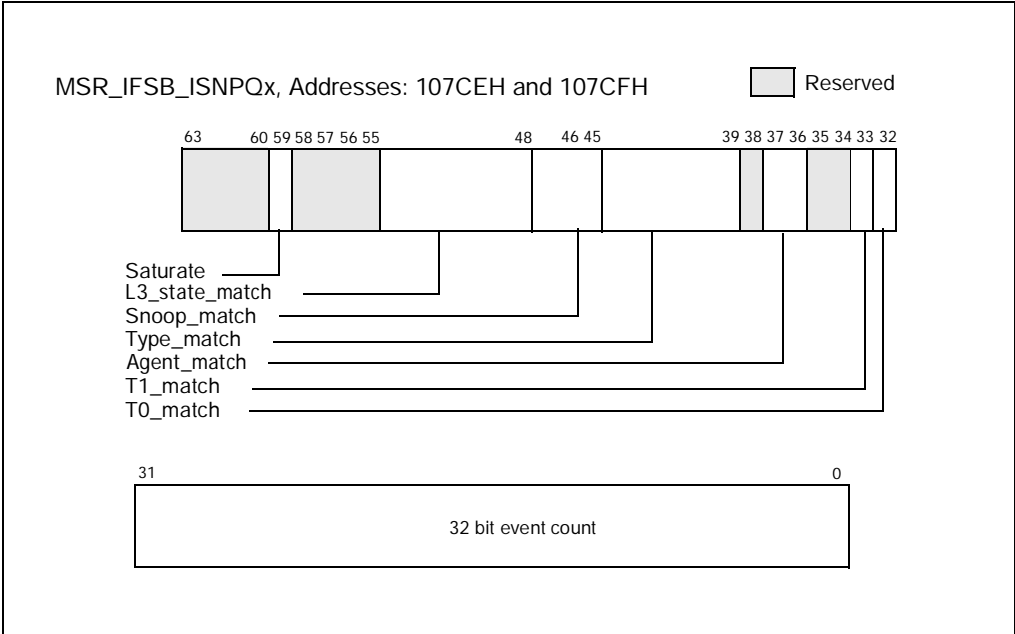 MSR_IFSB_ISNPQx, Addresses: 107CEH and 107CFH
Reserved
63 60 59 58 57 56 55 48 46 45 39 38 37 36 35 34 33 32
Saturate
L3_state_match
Snoop_match
Type_match
Agent_match
T1_match
T0_match
31 0
32 bit event count